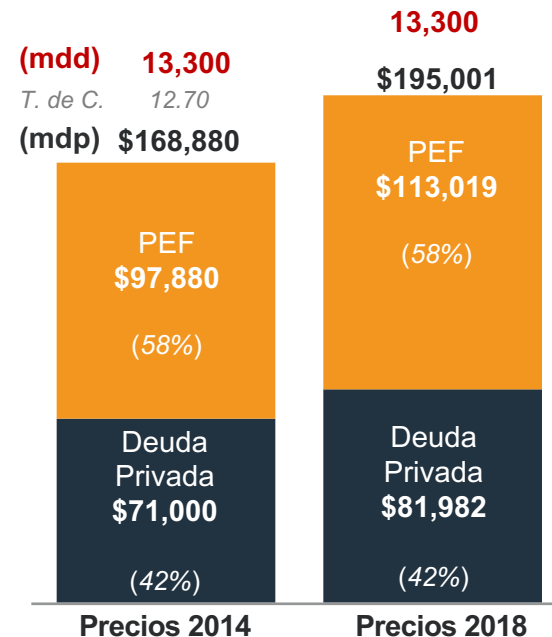 (mdd) 13,300
T. de C. 12.70
(mdp) $168,880
PEF
$97,880
(58%)
Deuda
Privada
$71,000
(42%)
Precios 2014
13,300
$195,001
PEF
$113,019
(58%)
Deuda
Privada
$81,982
(42%)
Precios 2018